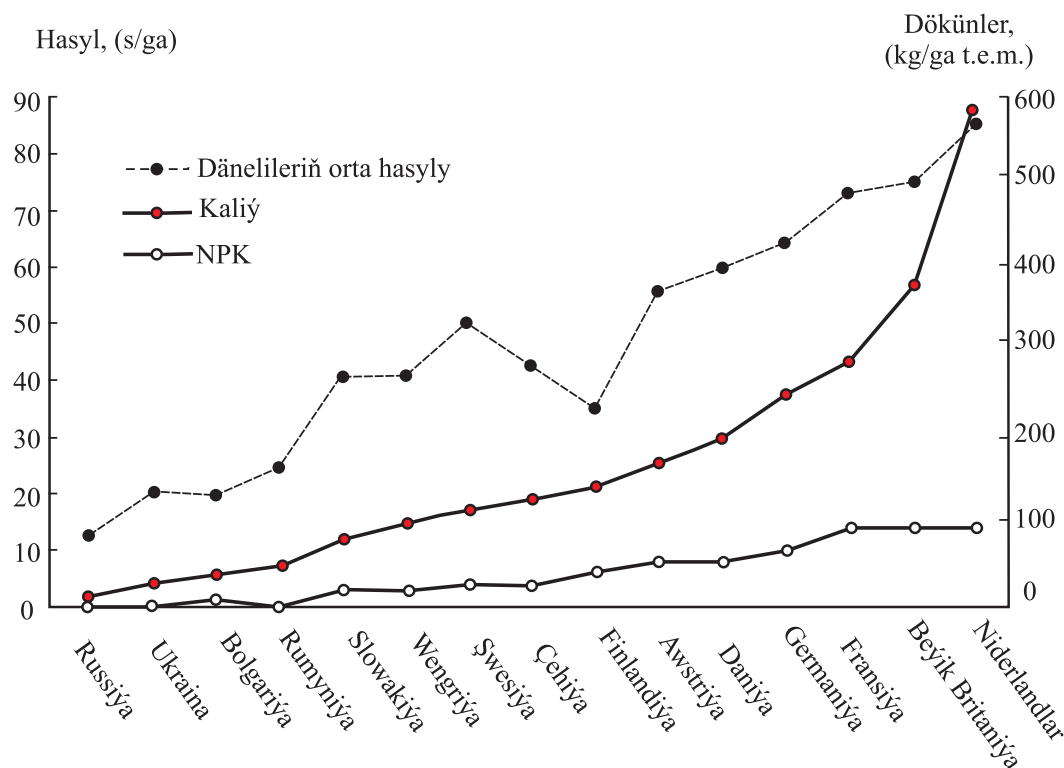 Hasyl, (s/ga)
Dökünler,
(kg/ga t.e.m.)
90
80
70
60
50
40
30
20
10
0
600
500
400
300
200
100
0
Dänelileriň orta hasyly
Kaliý
NPK
Russiýa
Ukraina
Bolgariýa
Rumyniýa
Slowakiýa
Wengriýa
Şwesiýa
Çehiýa
Finlandiýa
Awstriýa
Daniýa
Germaniýa
Fransiýa
Beýik Britaniýa
Niderlandlar